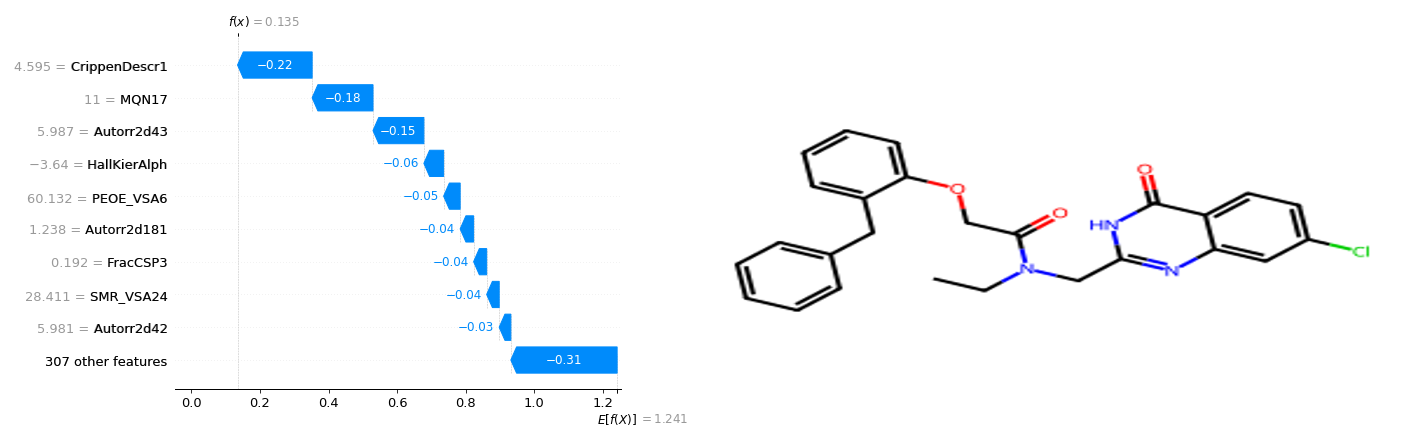 f(x) = 0.135
4.595 = CrippenDescr1
−0.22
11 = MQN17
−0.18
5.987 = Autorr2d43
−0.15
−3.64 = HallKierAlph
−0.06
60.132 = PEOE_VSA6
−0.05
1.238 = Autorr2d181
−0.04
0.192 = FracCSP3
−0.04
28.411 = SMR_VSA24
−0.04
5.981 = Autorr2d42
−0.03
307 other features
−0.31
0.0 0.2 0.4 0.6 0.8 1.0 1.2
E[f(X)] = 1.241
O
O
O
HN
N
N
Cl